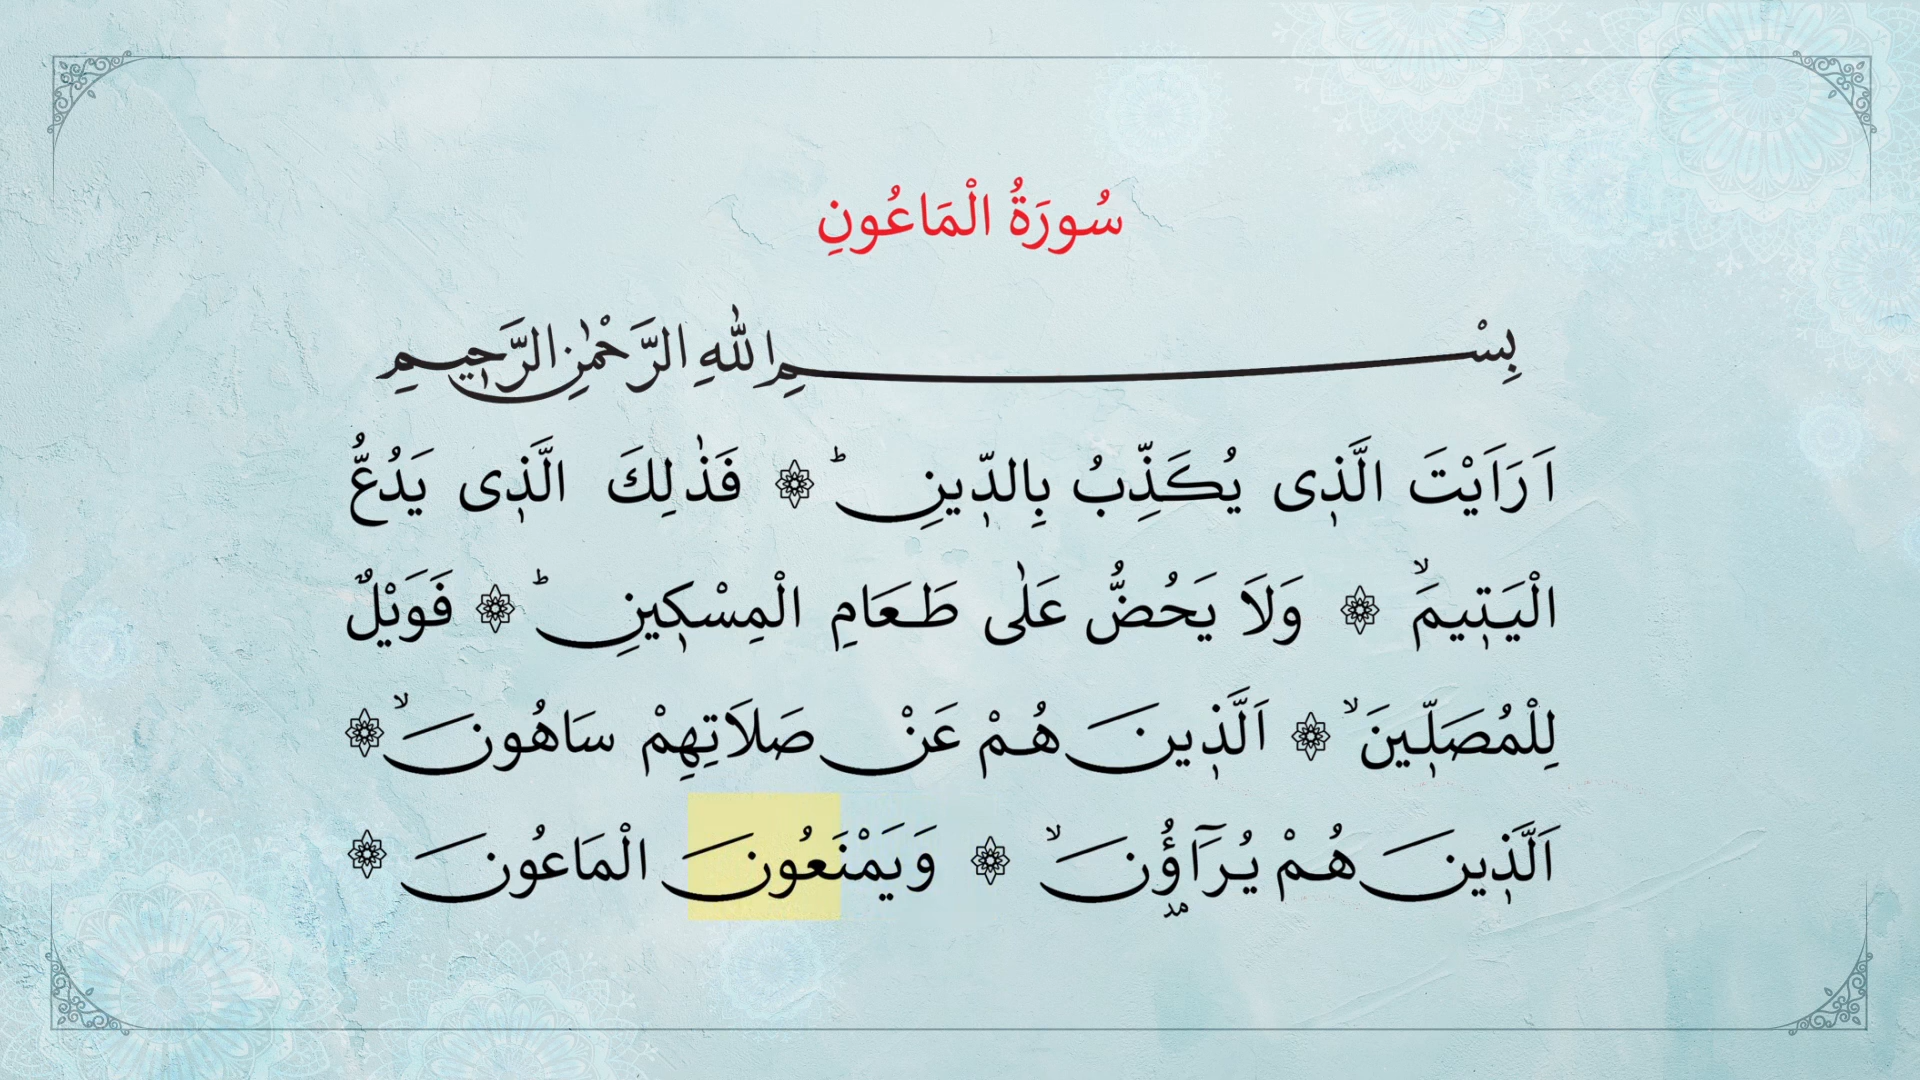 سُورَةُ الْمَاعُونِ
بِسْمِ اللّٰهِ الرَّحْمٰنِ الرَّح۪يمِ
اَرَاَيْتَ الَّذ۪ى يُكَذِّبُ بِالدّ۪ينِۜ ۞ فَذٰلِكَ الَّذ۪ى يَدُعُّ
الْيَت۪يمَۙ ۞ وَلَا يَحُضُّ عَلٰى طَعَامِ الْمِسْك۪ينِۜ ۞ فَوَيْلٌ
لِلْمُصَلّ۪ينَۙ ۞ اَلَّذ۪ينَ هُمْ عَنْ صَلَاتِهِمْ سَاهُونَۙ ۞
اَلَّذ۪ينَ هُمْ يُرَٓاؤُ۫نَۙ ۞ وَيَمْنَعُونَ الْمَاعُونَ ۞